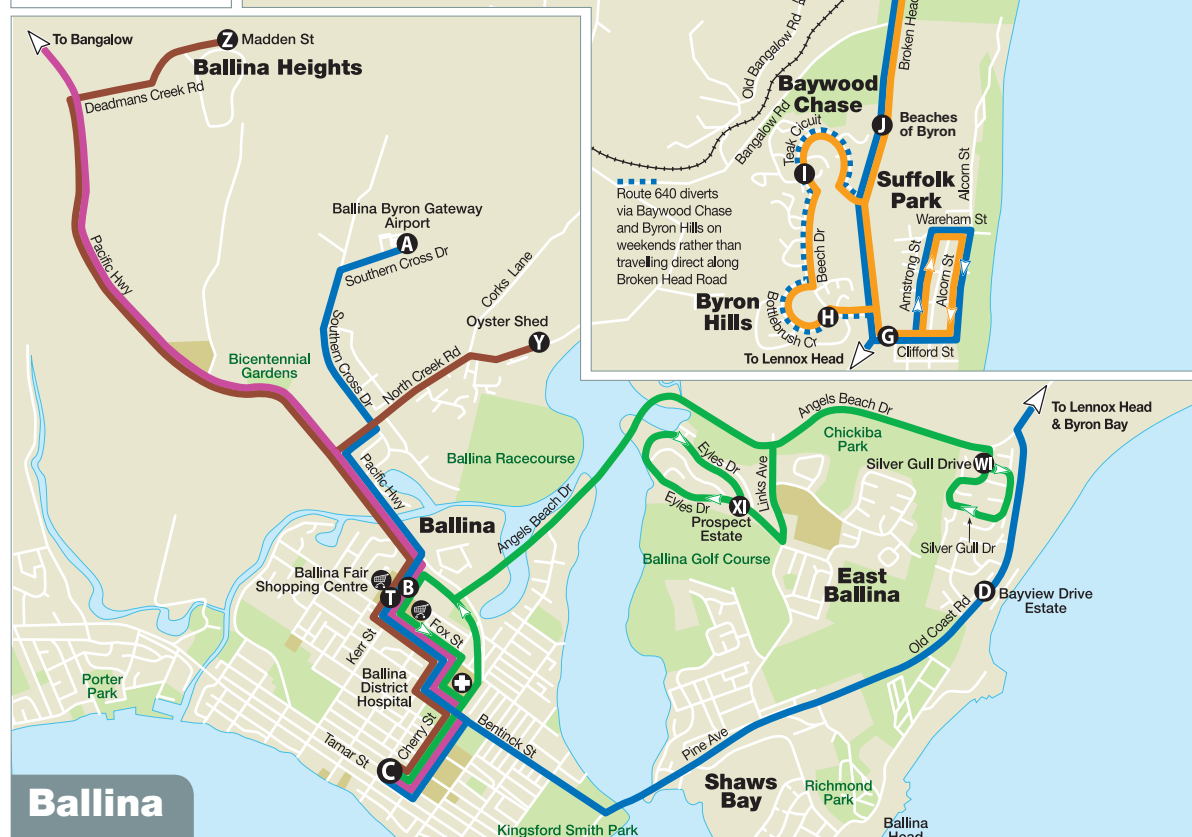 To Bangalow
Z
Madden St
Ballina Heights
Deadmans Creek Rd
Pacific Hwy
Ballina Byron Gateway
Airport
A
Southern Cross Dr
Southern Cross Dr
Corks Lane
Oyster Shed
Y
North Creek Rd
Bicentennial
Gardens
Ballina Racecourse
Pacific Hwy
Ballina
Angels Beach Dr
Ballina Fair
Shopping Centre
T
B
Fox St
Kerr St
Ballina
District
Hospital
Porter
Park
Tamar St
Cherry St
C
Bentinck St
Ballina
Kingsford Smith Park
Old Bangalow Rd
Bangalow Rd
Broken Head
Baywood
Chase
Teak Cicuit
J
Beaches
of Byron
I
Suffolk
Park
Alcorn St
Wareham St
Route 640 diverts
via Baywood Chase
and Byron Hills on
weekends rather than
travelling direct along
Broken Head Road
Beech Dr
Amstrong St
Alcorn St
Byron
Hills
Bottlebrush Cr
H
G
To Lennox Head
Clifford St
Angels Beach Dr
To Lennox Head
& Byron Bay
Chickiba
Park
Eyles Dr
Links Ave
Silver Gull Drive
WI
Eyles Dr
XI
Prospect
Estate
Silver Gull Dr
Ballina Golf Course
East
Ballina
D
Bayview Drive
Estate
Old Coast Rd
Pine Ave
Shaws
Bay
Richmond
Park
Ballina
Head